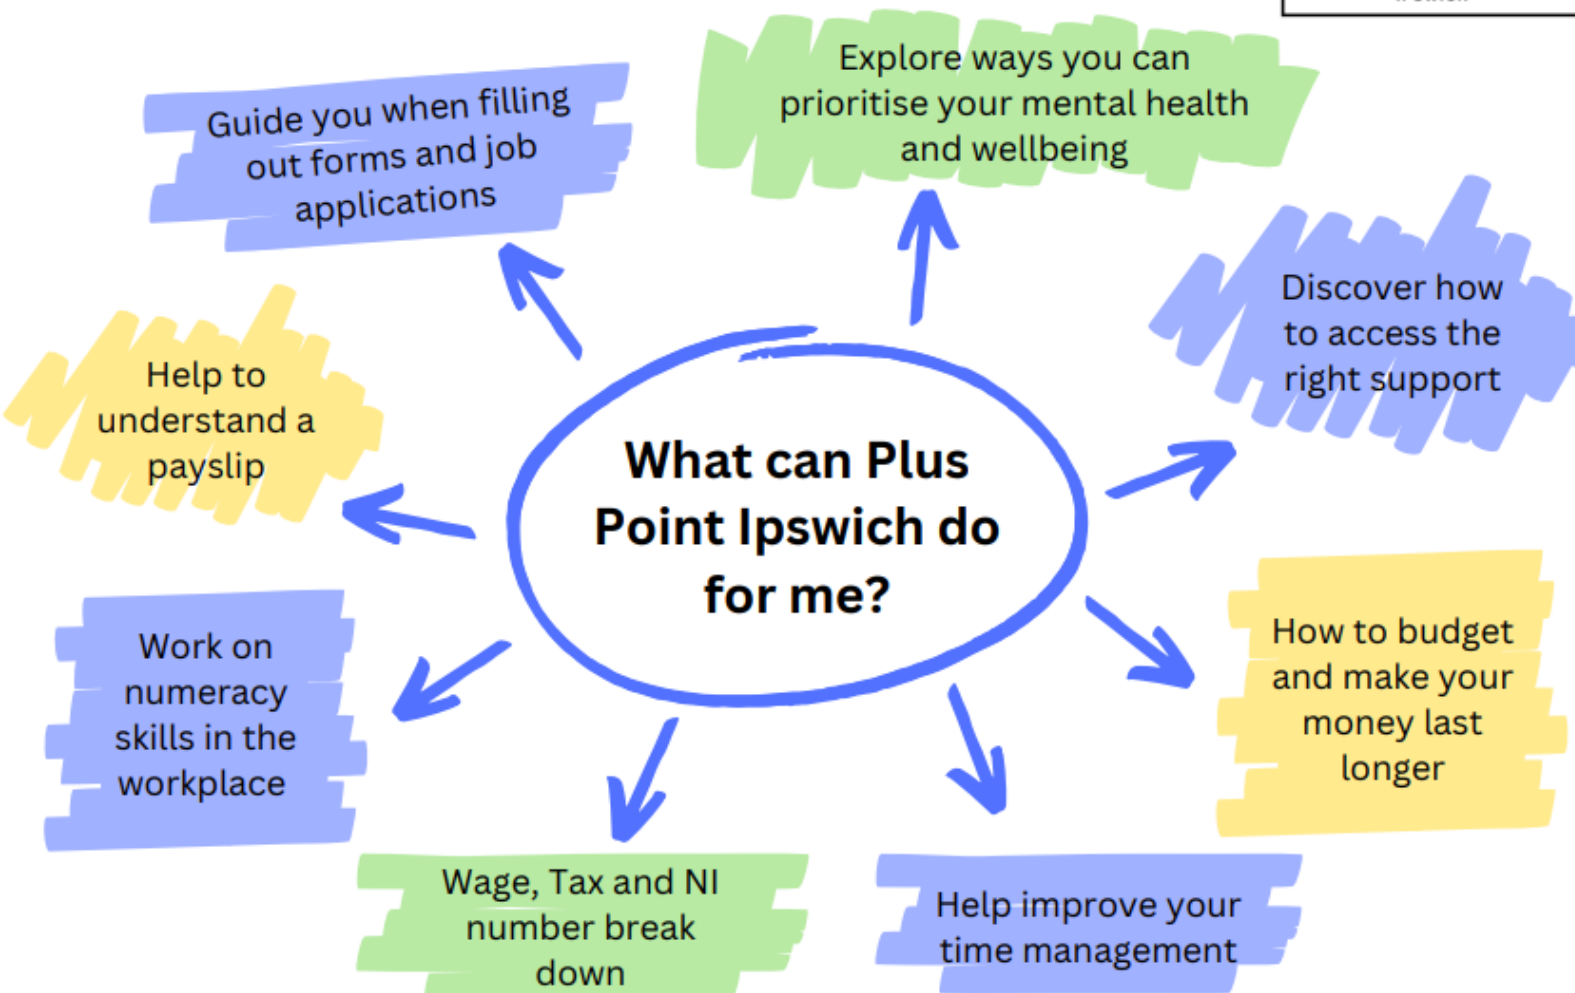 Explore ways you can
prioritise your mental health
and wellbeing
Guide you when filling
out forms and job
applications
Discover how
to access the
right support
Help to
understand a
payslip
What can Plus
Point Ipswich do
for me?
How to budget
and make your
money last
longer
Work on
numeracy
skills in the
workplace
Wage, Tax and NI
number break
down
Help improve your
time management